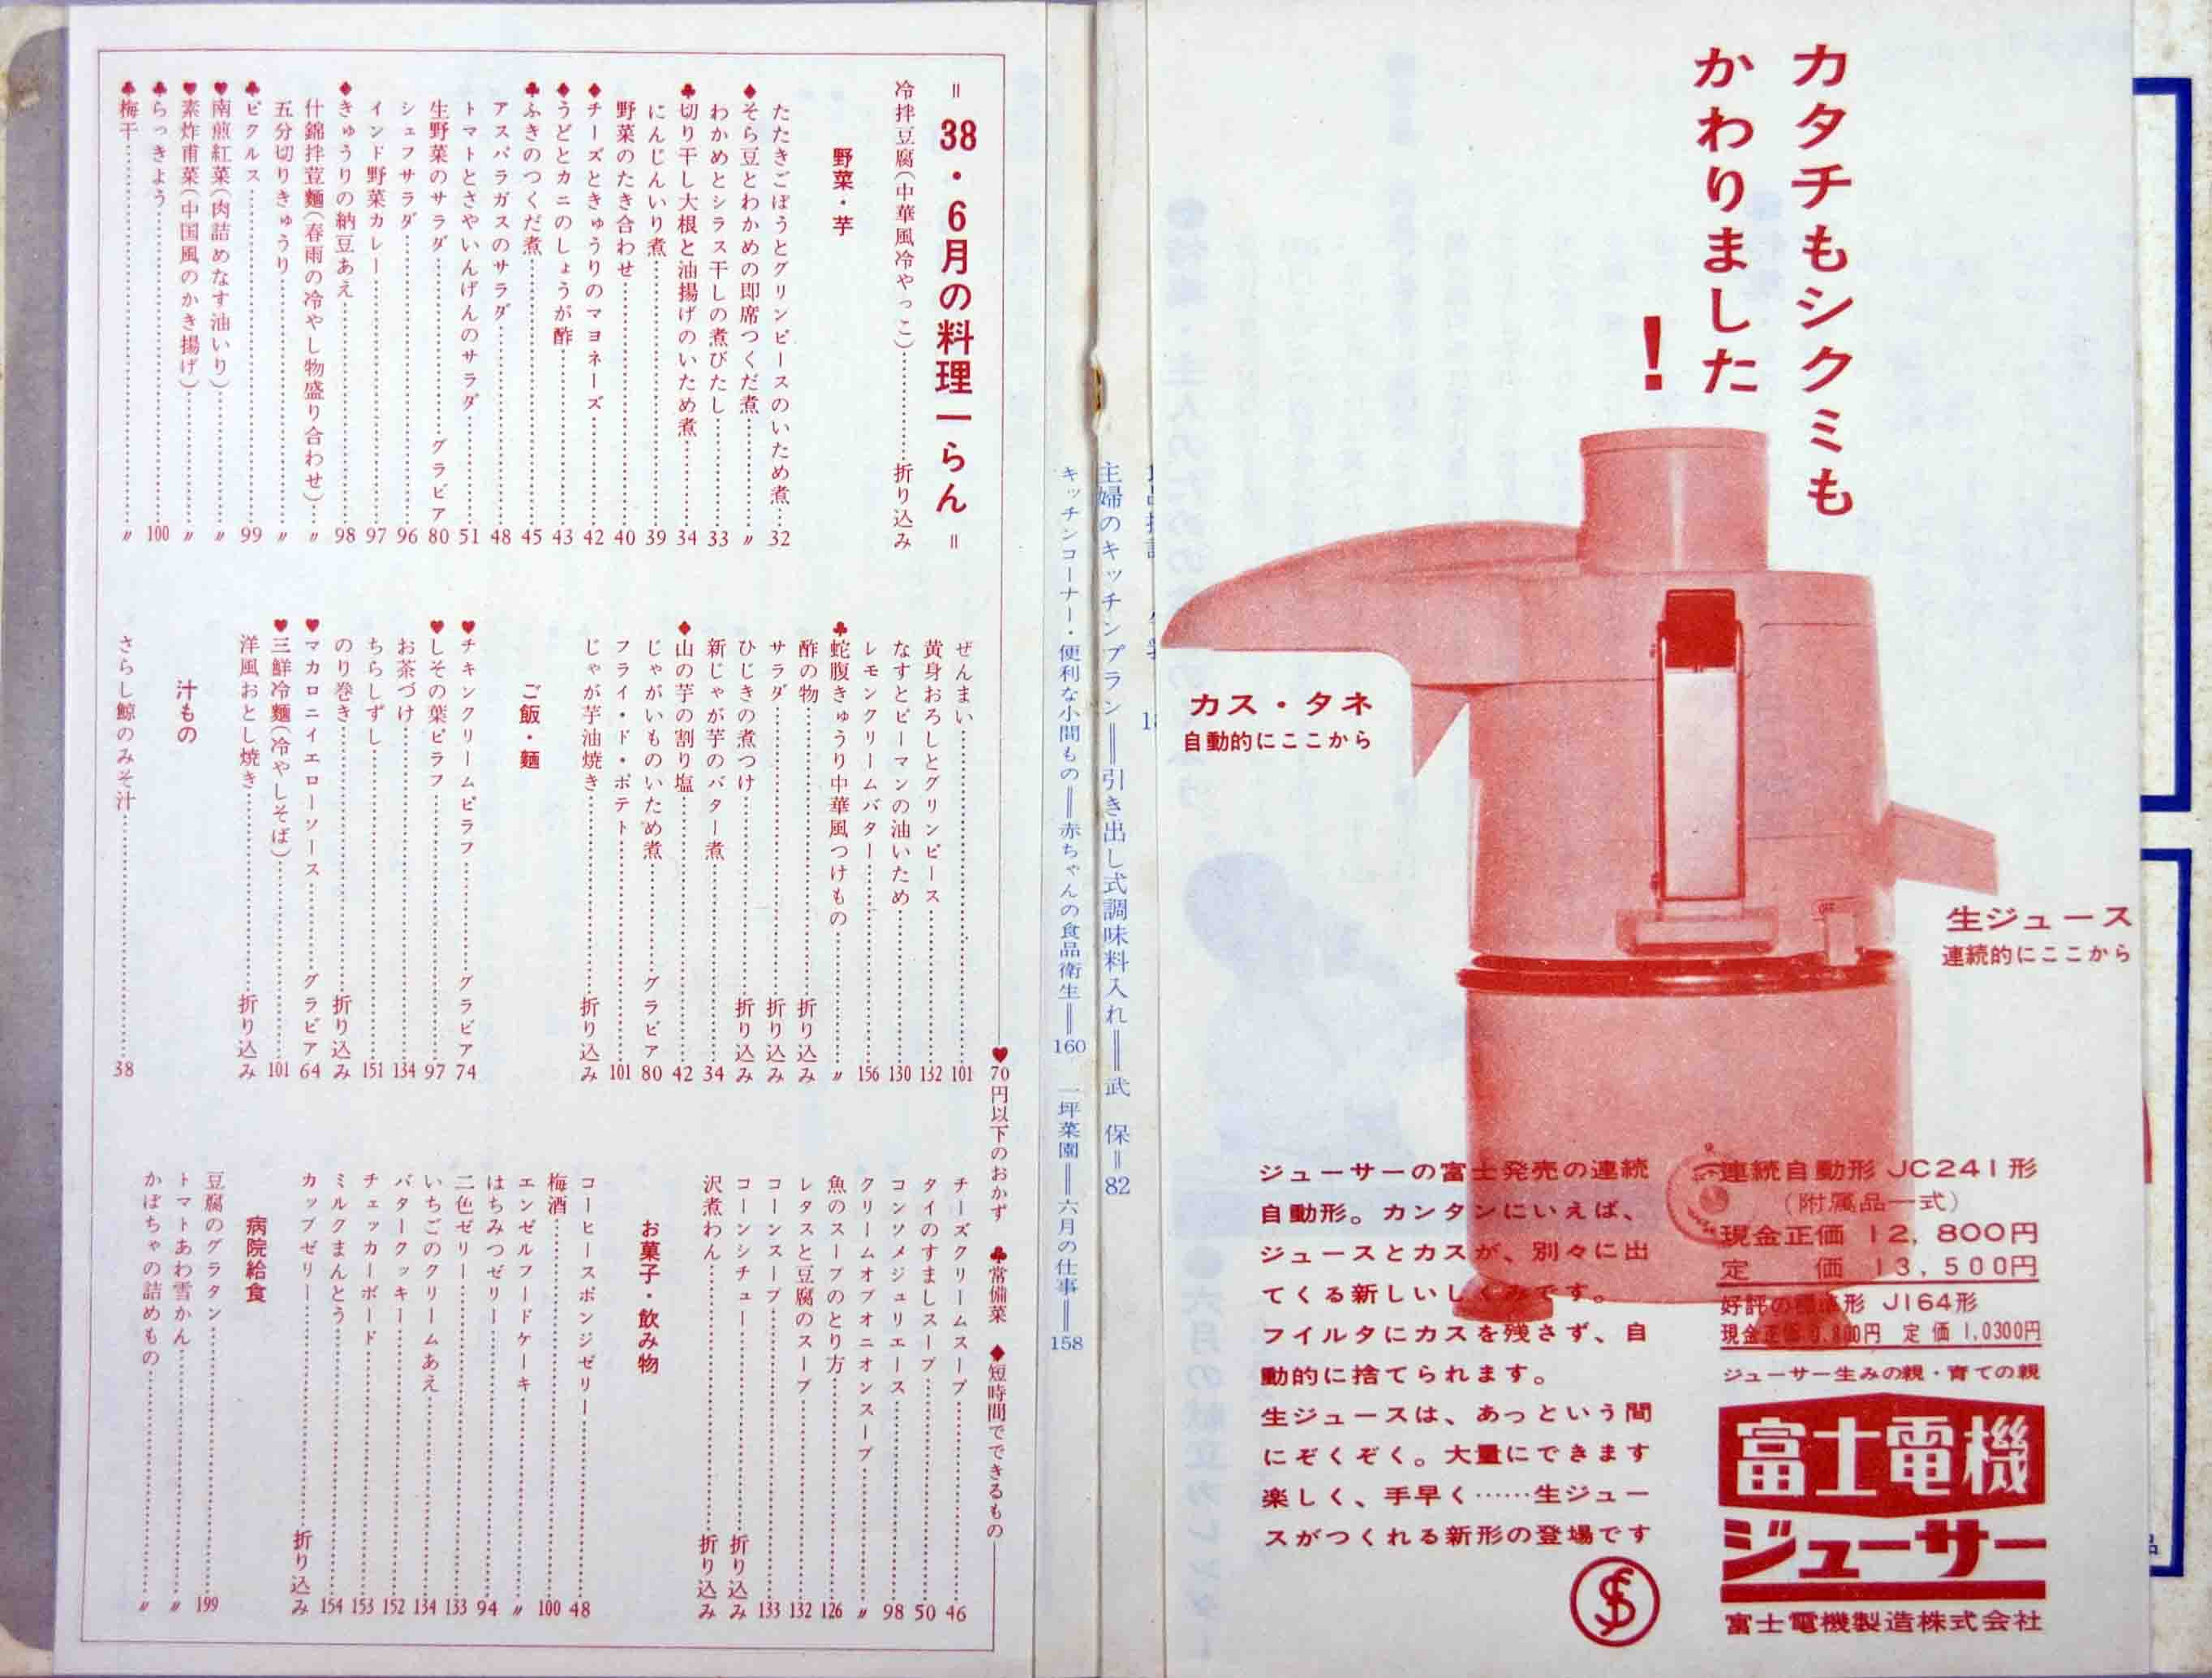 カタチもシクミも
かわりました
!
カス・タネ
自動的にここから
生ジュース
連続的にここから
ジューサーの富士発売の連続
自動形。カンタンにいえば、
ジュースとカスが、別々に出
てくる新しいしくみです。
フイルタにカスを残さず、自
動的に捨てられます。
生ジュースは、あっという間
にぞくぞく。大量にできます
楽しく、手早く……生ジュー
スがつくれる新形の登場です
連続自動形 JC241形
(附属品一式)
現金正価 12,800円
定 価 13,500円
好評の標準形 J164形
現金正価 9,800円 定価 1,0300円
ジューサー生みの親・育ての親
富士電機
ジューサー
富士電機製造株式会社
主婦のキッチンプラン══引き出し式調味料入れ══武 保═82
キッチンコーナー・便利な小間もの══赤ちゃんの食品衛生══160 一坪菜園══六月の仕事══158
♥70円以下のおかず ♣常備菜 ◆短時間でできるもの
=38・6月の料理一らん=
冷拌豆腐(中華風冷やっこ)……折り込み
野菜・芋
たたきごぼうとグリンピースのいため煮…32
◆そら豆とわかめの即席つくだ煮……〃
わかめとシラス干しの煮びたし……33
♣切り干し大根と油揚げのいため煮……34
にんじんいり煮……39
野菜のたき合わせ……40
◆チーズときゅうりのマヨネーズ……42
◆うどとカニのしょうが酢……43
♣ふきのつくだ煮……45
アスパラガスのサラダ……48
トマトとさやいんげんのサラダ……51
生野菜のサラダ……グラビア80
シェフサラダ……96
インド野菜カレー……97
◆きゅうりの納豆あえ……98
什錦拌荳麺(春雨の冷やし物盛り合わせ)…〃
五分切りきゅうり……〃
♣ピクルス……99
♥南煎紅菜(肉詰めなす油いり)……〃
♥素炸甫菜(中国風のかき揚げ)……〃
♣らっきょう……100
♣梅干……〃
ぜんまい……101
黄身おろしとグリンピース……132
なすとピーマンの油いため……130
レモンクリームバター……156
♣蛇腹きゅうり中華風つけもの……〃
酢の物……折り込み
サラダ……折り込み
ひじきの煮つけ……折り込み
新じゃが芋のバター煮……34
◆山の芋の割り塩……42
じゃがいものいため煮……グラビア80
フライ・ド・ポテト……101
じゃが芋油焼き……折り込み
ご飯・麺
♥チキンクリームピラフ……グラビア74
♥しその葉ピラフ……97
お茶づけ……134
ちらしずし……151
のり巻き……折り込み
♥マカロニイエローソース……グラビア64
♥三鮮冷麺(冷やしそば)……101
洋風おとし焼き……折り込み
汁もの
さらし鯨のみそ汁……38
チーズクリームスープ……46
タイのすましスープ……50
コンソメジュリエース……98
クリームオブオニオンスープ……〃
魚のスープのとり方……126
レタスと豆腐のスープ……132
コーンスープ……133
コーンシチュー……折り込み
沢煮わん……折り込み
お菓子・飲み物
コーヒースポンジゼリー……48
梅酒……100
エンゼルフードケーキ……〃
はちみつゼリー……94
二色ゼリー……133
いちごのクリームあえ……134
バタークッキー……152
チェッカーボード……153
ミルクまんとう……154
カップゼリー……折り込み
病院給食
豆腐のグラタン……199
トマトあわ雪かん……〃
かぼちゃの詰めもの……〃